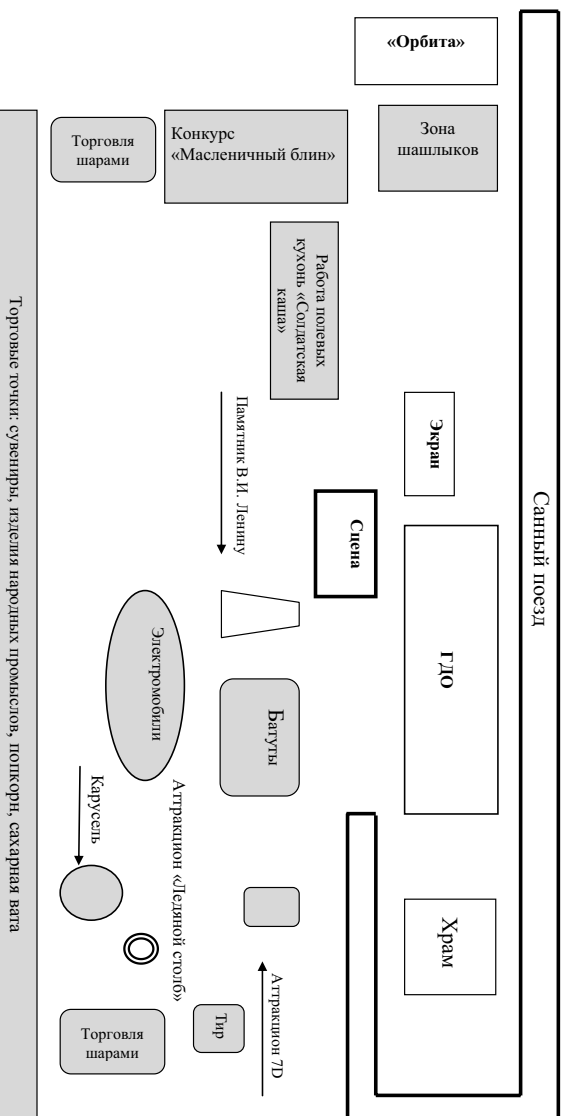 «Орбита»
Зона
шашлыков
Конкурс
«Масленичный блин»
Торговля
шарами
Работа полевых
кухонь «Солдатская
каша»
Экран
Санный поезд
Памятник В.И. Ленину
Сцена
ГДО
Электромобили
Батуты
Храм
Карусель
Аттракцион «Ледяной столб»
Аттракцион 7D
Тир
Торговля
шарами
Торговые точки: сувениры, изделия народных промыслов, попкорн, сахарная вата